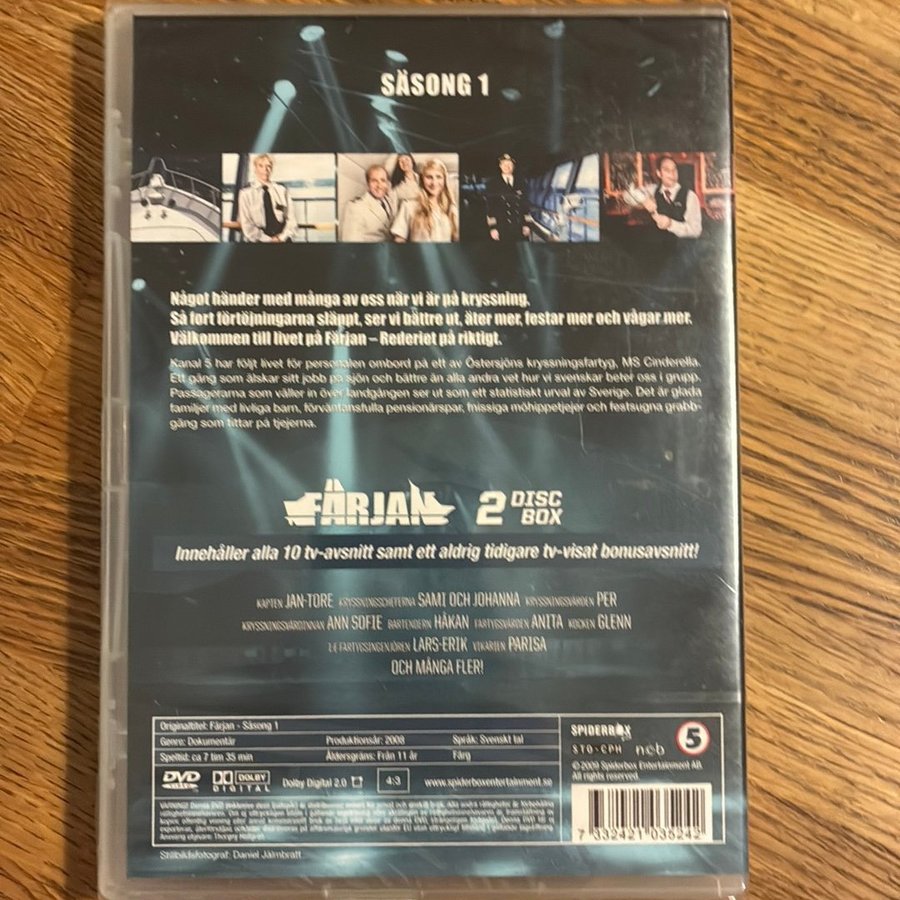 SÄSONG 1
Något händer med många av oss när vi är på kryssning.
Så fort förtöjningarna släppt, ser vi bättre ut, äter mer, festar mer och vågar mer.
Välkommen till livet på Färjan – Rederiet på riktigt.
Kanal 5 har följt livet för personalen ombord på ett av Östersjöns kryssningsfartyg, MS Cinderella.
Ett gäng som älskar sitt jobb på sjön och bättre än alla andra vet hur vi svenskar beter oss i grupp.
Passagerarna som väller in över landgången ser ut som ett statistiskt urval av Sverige. Det är glada
familjer med livliga barn, förväntansfulla pensionärspar, frissiga möhippetjejer och festsugna grabb-
gäng som tittar på tjejerna.
FÄRJAN 2 DISC BOX
Innehåller alla 10 tv-avsnitt samt ett aldrig tidigare tv-visat bonusavsnitt!
KAPTEN JAN-TORE KRYSSNINGSCHEFERNA SAMI OCH JOHANNA KRYSSNINGSVÄRDEN PER
KRYSSNINGSVÄRDINNAN ANN SOFIE BARTENDERN HÅKAN FARTYGSVÄRDEN ANITA KOCKEN GLENN
1:E FARTYGSINGENJÖREN LARS-ERIK VIKARIEN PARISA
OCH MÅNGA FLER!
Originaltitel: Färjan - Säsong 1
Genre: Dokumentär Produktionsår: 2008 Språk: Svenskt tal
Speltid: ca 7 tim 35 min Åldersgräns: Från 11 år Färg
DVD VIDEO DOLBY DIGITAL Dolby Digital 2.0 4:3 www.spiderboxentertainment.se
Stillbildsfotograf: Daniel Jälmbratt
SPIDERBOX
STO-CPH ncb 5
© 2009 Spiderbox Entertainment AB.
All rights reserved.
7 332421 036242